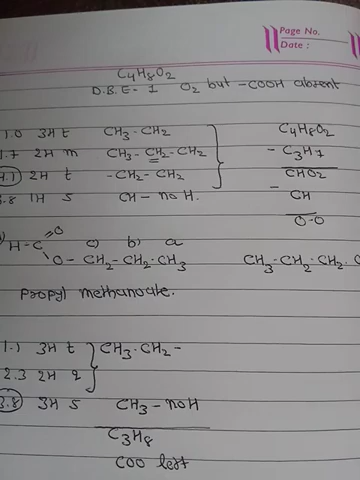 Page No.
Date :
C4H8O2
D.B.E- 1 O2 but -COOH absent
1.0 3H t CH3-CH2
1.7 2H m CH3-CH2-CH2
4.1 2H t -CH2-CH2
3.8 1H s CH- no H.
C4H8O2
- C3H7
CHO2
- CH
O-O
H-C
O
O-CH2-CH2-CH3
c) b) a
CH3-CH2-CH2.
Propyl methanoate.
1.1 3H t CH3-CH2-
2.3 2H q
3.8 3H s CH3-noH
C3H8
COO left